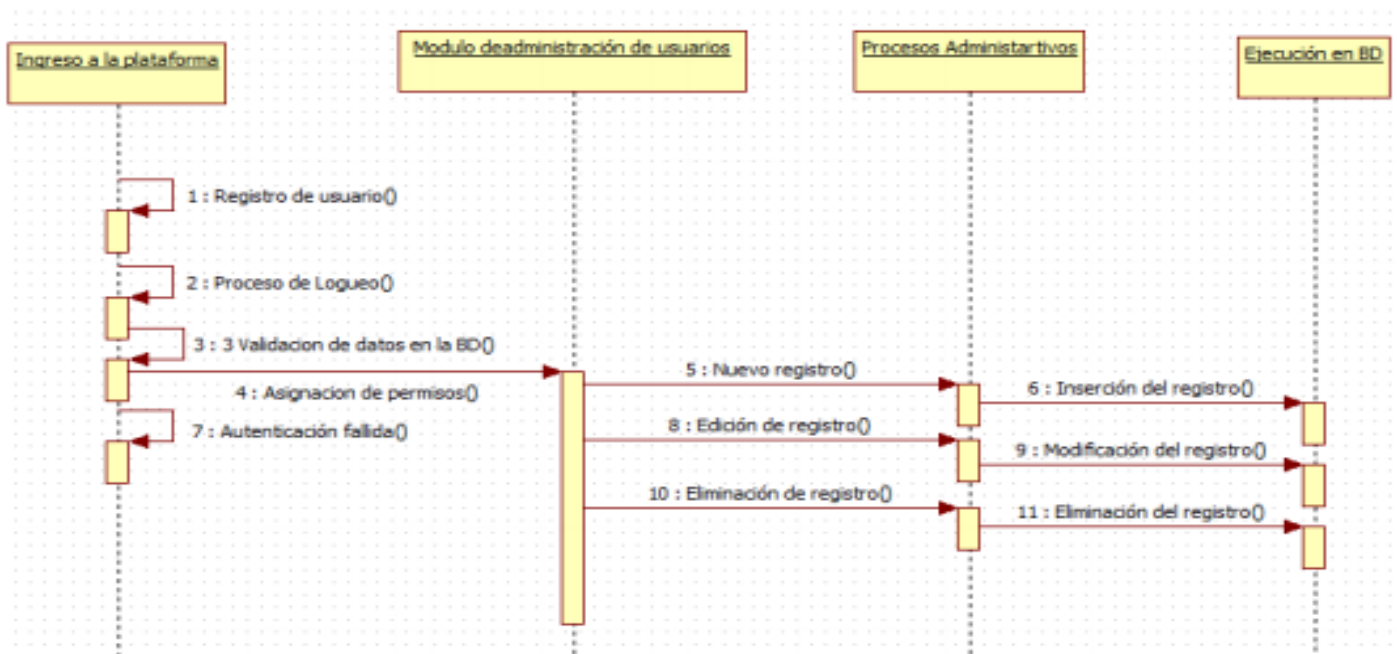 Ingreso a la plataforma
Modulo deadministración de usuarios
Procesos Administartivos
Ejecución en BD
1 : Registro de usuario()
2 : Proceso de Logueo()
3 : 3 Validacion de datos en la BD()
4 : Asignacion de permisos()
5 : Nuevo registro()
6 : Inserción del registro()
7 : Autenticación fallida()
8 : Edición de registro()
9 : Modificación del registro()
10 : Eliminación de registro()
11 : Eliminación del registro()